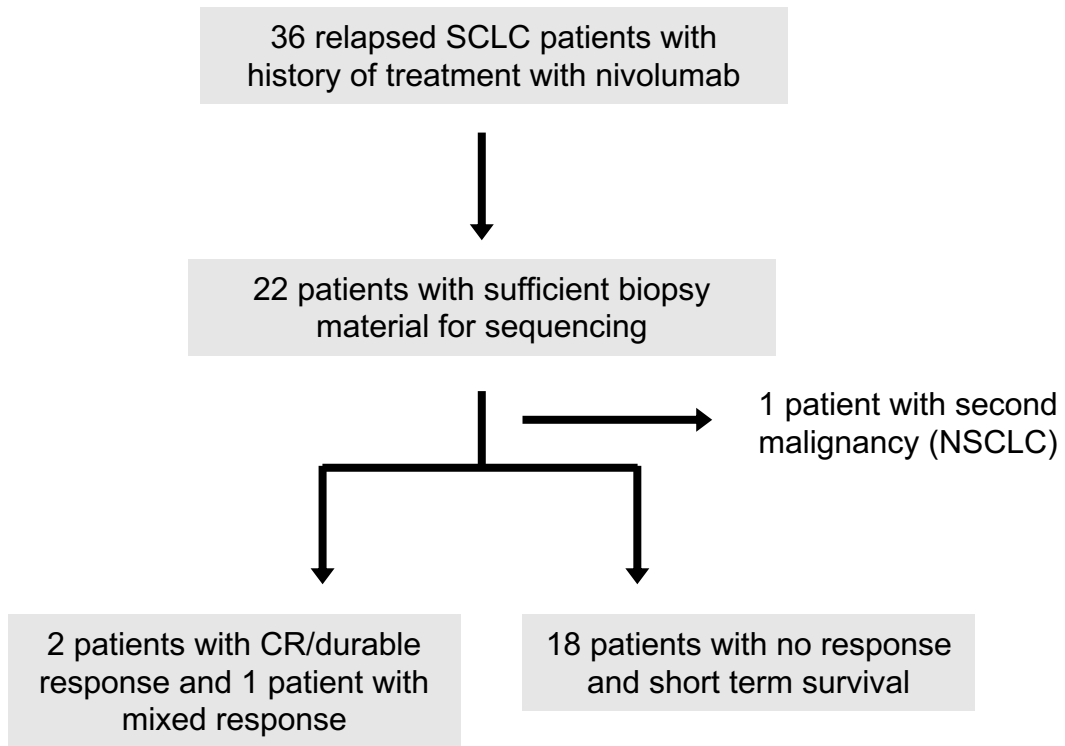 36 relapsed SCLC patients with
history of treatment with nivolumab
22 patients with sufficient biopsy
material for sequencing
1 patient with second
malignancy (NSCLC)
2 patients with CR/durable
response and 1 patient with
mixed response
18 patients with no response
and short term survival